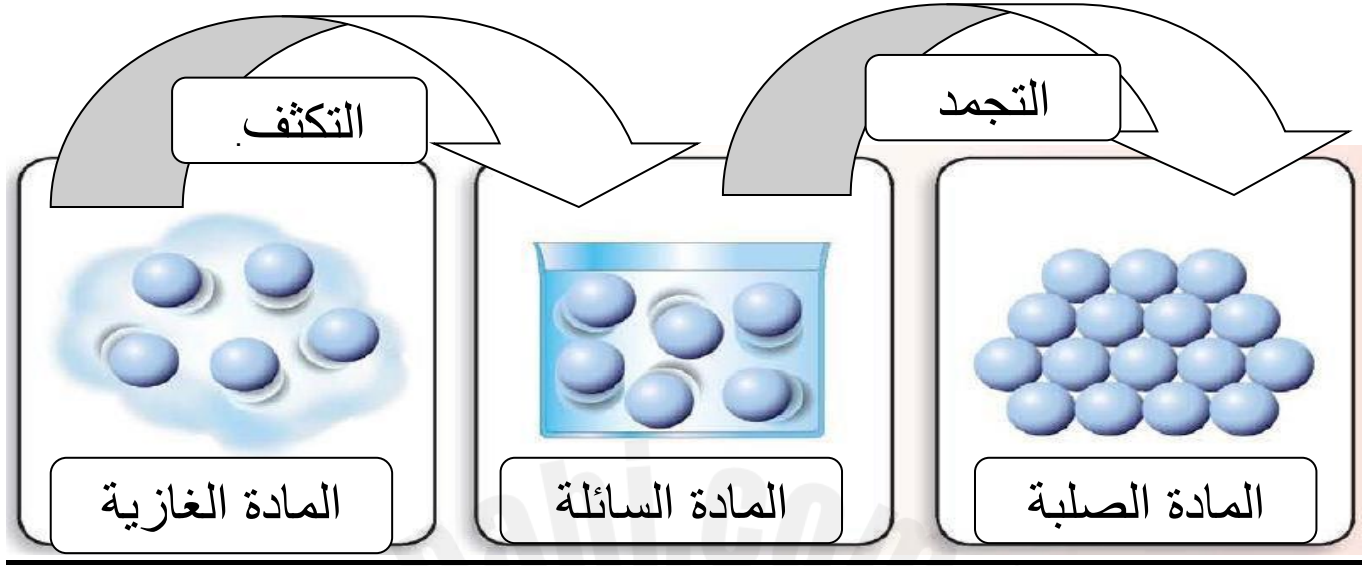 التجمد
التكثف
المادة الصلبة
المادة السائلة
المادة الغازية